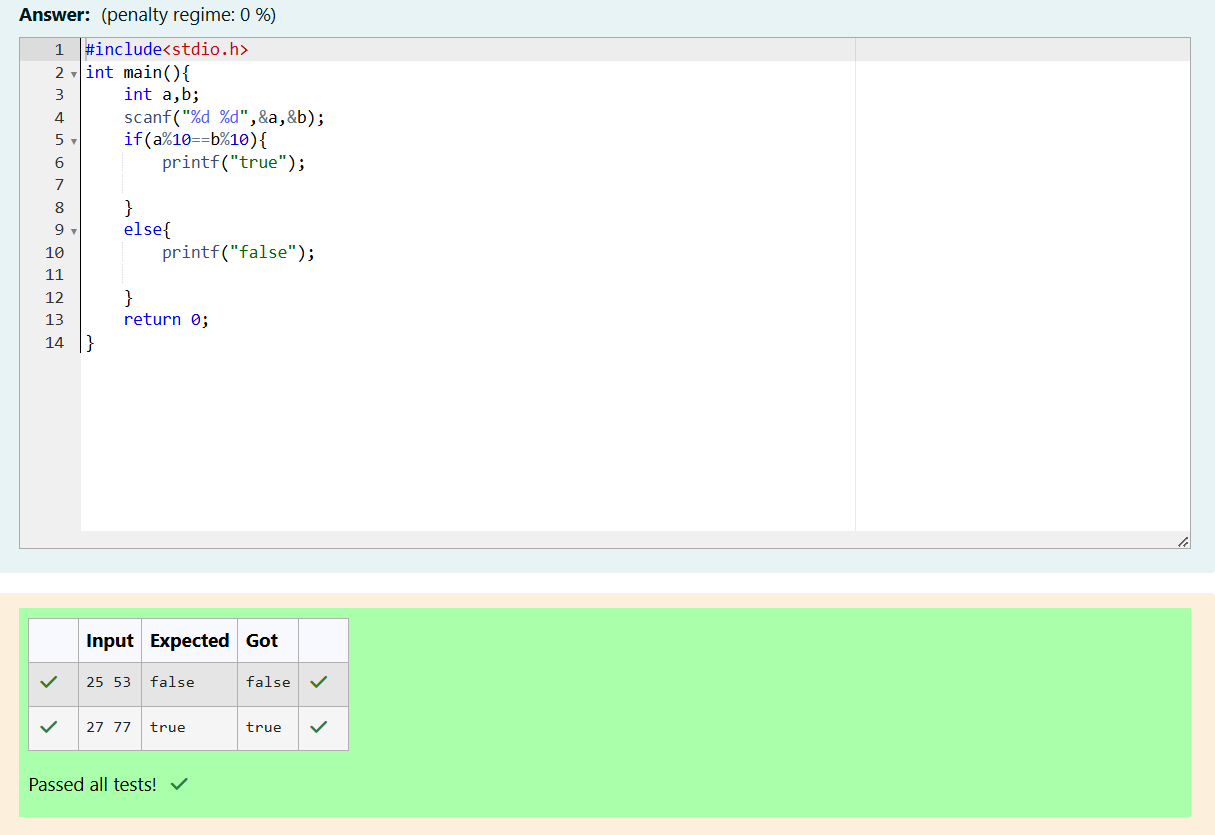 Answer: (penalty regime: 0 %)
1 #include<stdio.h>
2 int main(){
3     int a,b;
4     scanf("%d %d",&a,&b);
5     if(a%10==b%10){
6         printf("true");
7
8     }
9     else{
10         printf("false");
11
12     }
13     return 0;
14 }
Input Expected Got
25 53 false false
27 77 true true
Passed all tests!